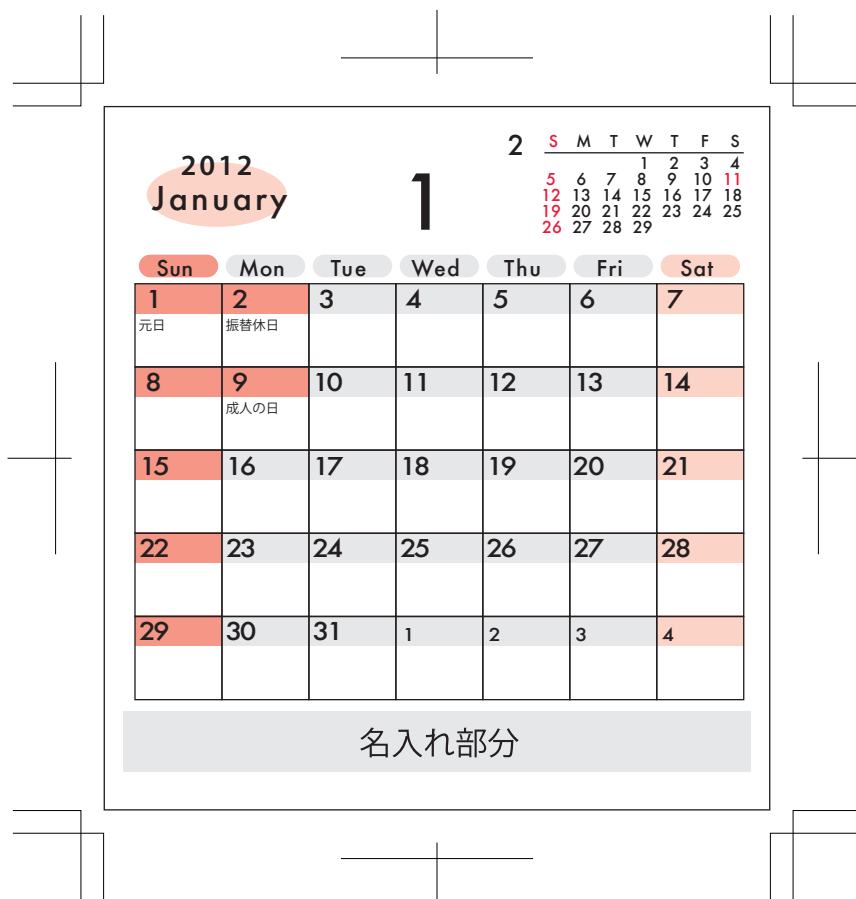 2012
January
1
2 S M T W T F S
1 2 3 4
5 6 7 8 9 10 11
12 13 14 15 16 17 18
19 20 21 22 23 24 25
26 27 28 29
Sun Mon Tue Wed Thu Fri Sat
1 2 3 4 5 6 7
元日 振替休日
8 9 10 11 12 13 14
成人の日
15 16 17 18 19 20 21
22 23 24 25 26 27 28
29 30 31 1 2 3 4
名入れ部分